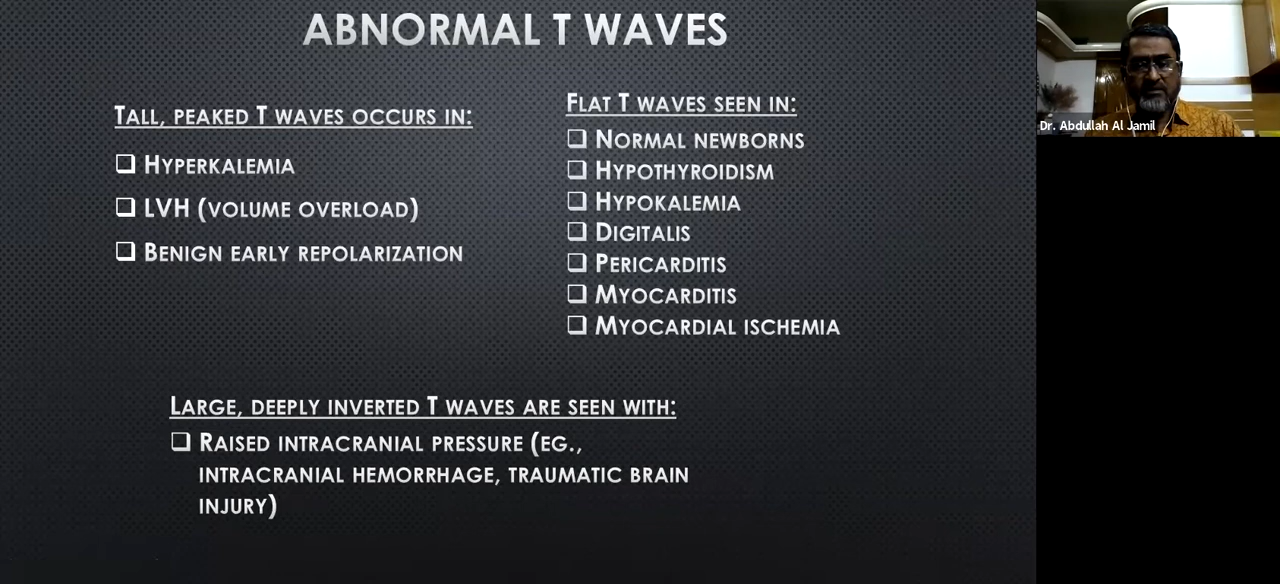 ABNORMAL T WAVES
TALL, PEAKED T WAVES OCCURS IN:
HYPERKALEMIA
LVH (VOLUME OVERLOAD)
BENIGN EARLY REPOLARIZATION
FLAT T WAVES SEEN IN:
NORMAL NEWBORNS
HYPOTHYROIDISM
HYPOKALEMIA
DIGITALIS
PERICARDITIS
MYOCARDITIS
MYOCARDIAL ISCHEMIA
LARGE, DEEPLY INVERTED T WAVES ARE SEEN WITH:
RAISED INTRACRANIAL PRESSURE (EG.,
INTRACRANIAL HEMORRHAGE, TRAUMATIC BRAIN
INJURY)
Dr. Abdullah Al Jamil